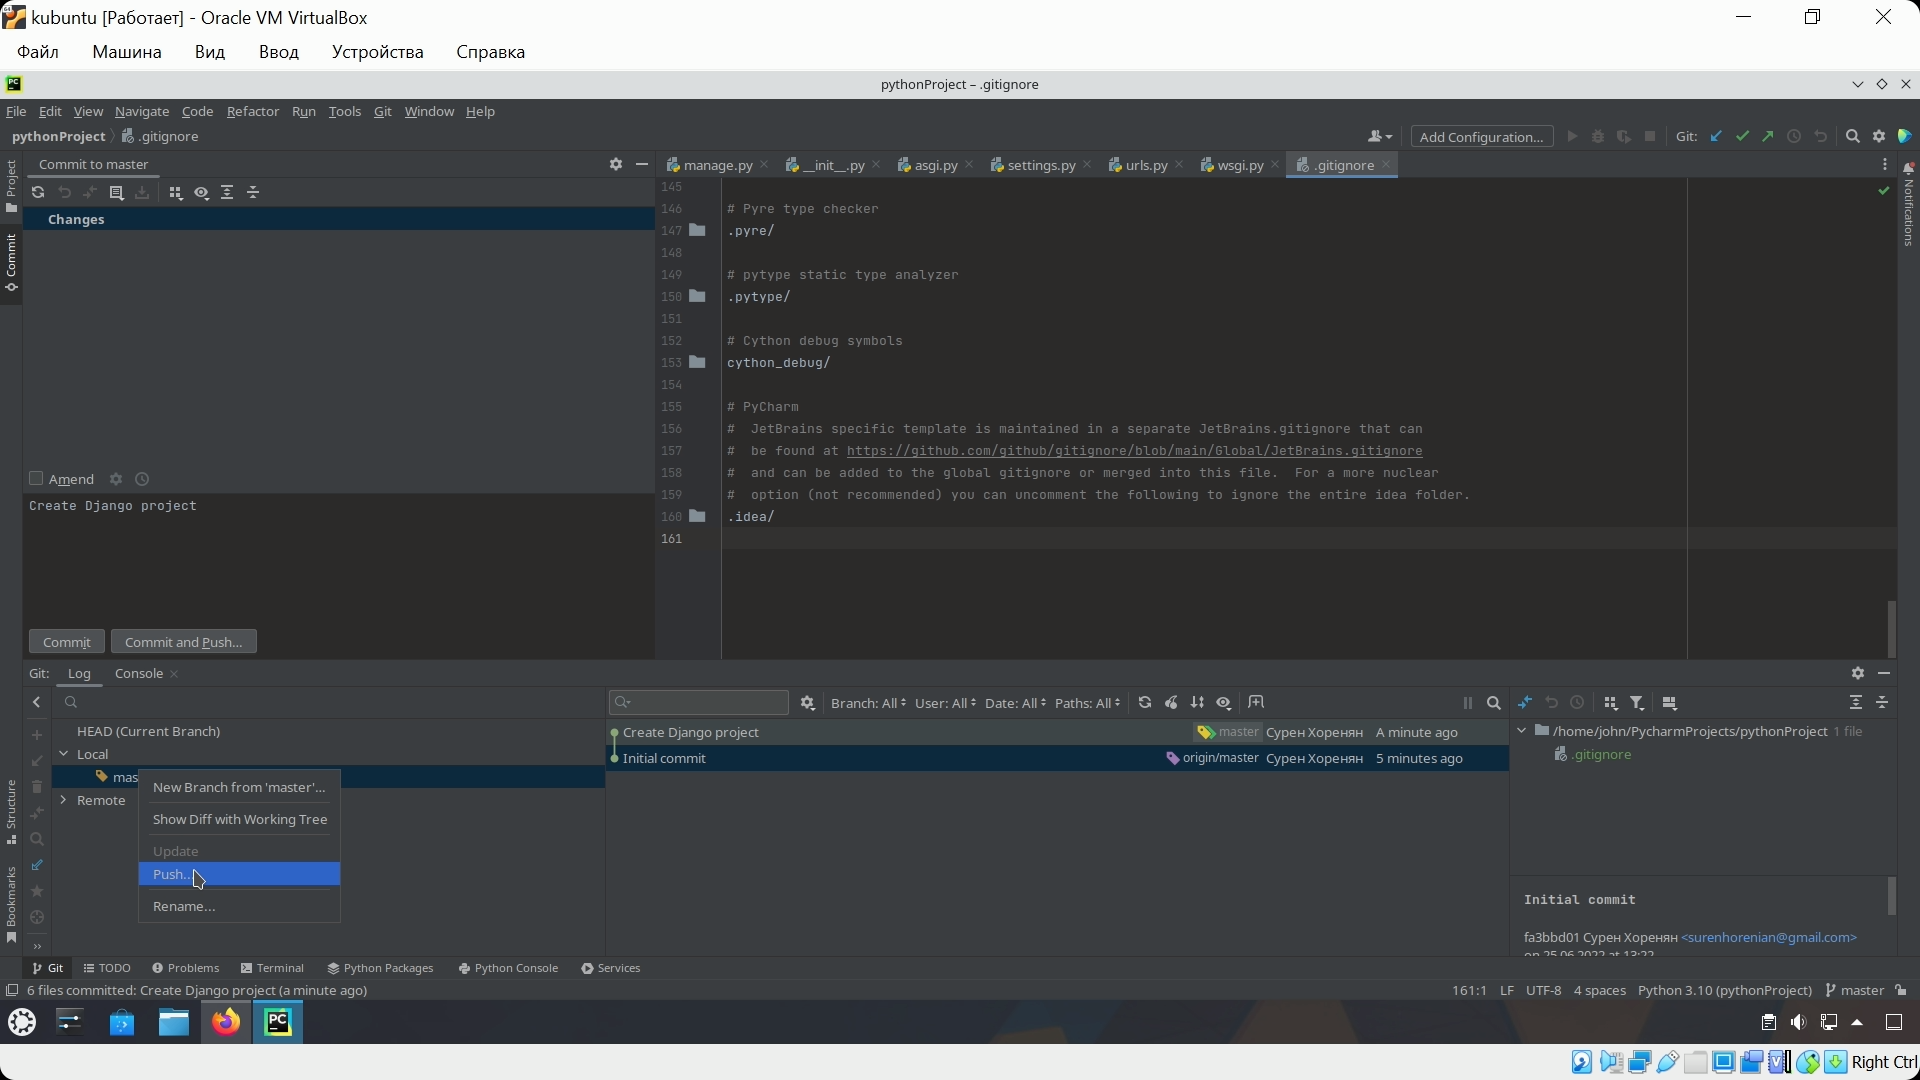 kubuntu [Работает] - Oracle VM VirtualBox
Файл Машина Вид Ввод Устройства Справка
pythonProject – .gitignore
File Edit View Navigate Code Refactor Run Tools Git Window Help
pythonProject .gitignore
Add Configuration... Git:
Project
Commit
Structure
Bookmarks
Notifications
Commit to master
Changes
Amend
Create Django project
Commit Commit and Push...
manage.py __init__.py asgi.py settings.py urls.py wsgi.py .gitignore
145
146 # Pyre type checker
147 .pyre/
148
149 # pytype static type analyzer
150 .pytype/
151
152 # Cython debug symbols
153 cython_debug/
154
155 # PyCharm
156 #  JetBrains specific template is maintained in a separate JetBrains.gitignore that can
157 #  be found at https://github.com/github/gitignore/blob/main/Global/JetBrains.gitignore
158 #  and can be added to the global gitignore or merged into this file.  For a more nuclear
159 #  option (not recommended) you can uncomment the following to ignore the entire idea folder.
160 .idea/
161
Git: Log Console
HEAD (Current Branch)
Local
mas
Remote
New Branch from 'master'...
Show Diff with Working Tree
Update
Push...
Rename...
Branch: All User: All Date: All Paths: All
Create Django project master Сурен Хоренян A minute ago
Initial commit origin/master Сурен Хоренян 5 minutes ago
/home/john/PycharmProjects/pythonProject 1 file
.gitignore
Initial commit
fa3bbd01 Сурен Хоренян <surenhorenian@gmail.com>
on 25.06.2022 at 13:22
Git TODO Problems Terminal Python Packages Python Console Services
6 files committed: Create Django project (a minute ago)
161:1 LF UTF-8 4 spaces Python 3.10 (pythonProject) master
Right Ctrl